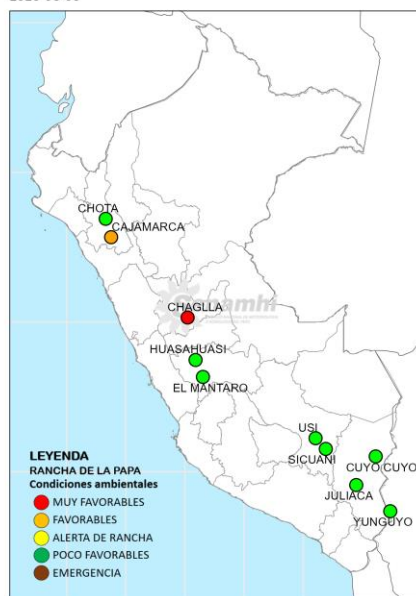 CHOTA
CAJAMARCA
CHAGLLA
HUASAHUASI
EL MANTARO
USI
SICUANI
CUYO CUYO
JULIACA
YUNGUYO
LEYENDA
RANCHA DE LA PAPA
Condiciones ambientales
MUY FAVORABLES
FAVORABLES
ALERTA DE RANCHA
POCO FAVORABLES
EMERGENCIA